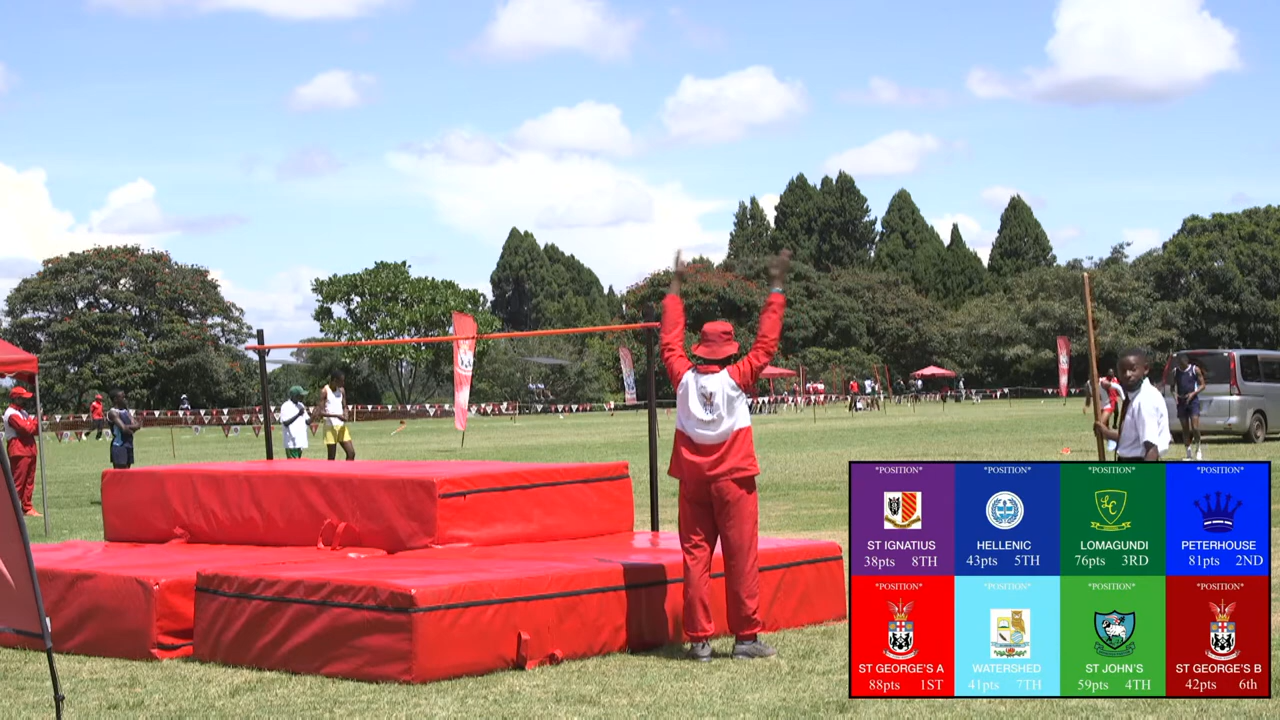 *POSITION*
ST IGNATIUS
38pts 8TH
*POSITION*
HELLENIC
43pts 5TH
*POSITION*
LC
LOMAGUNDI
76pts 3RD
*POSITION*
PETERHOUSE
81pts 2ND
*POSITION*
ST GEORGE'S A
88pts 1ST
*POSITION*
WATERSHED
41pts 7TH
*POSITION*
ST JOHN'S
59pts 4TH
*POSITION*
ST GEORGE'S B
42pts 6th